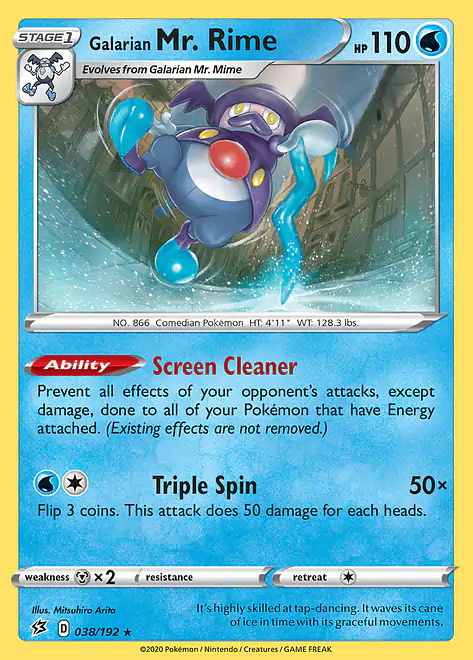 STAGE 1
Galarian Mr. Rime
HP 110
Evolves from Galarian Mr. Mime
NO. 866 Comedian Pokémon HT: 4'11" WT: 128.3 lbs.
Ability Screen Cleaner
Prevent all effects of your opponent's attacks, except
damage, done to all of your Pokémon that have Energy
attached. (Existing effects are not removed.)
Triple Spin 50×
Flip 3 coins. This attack does 50 damage for each heads.
weakness ×2 resistance retreat
Illus. Mitsuhiro Arita
It's highly skilled at tap-dancing. It waves its cane
of ice in time with its graceful movements.
D 038/192 ★
©2020 Pokémon / Nintendo / Creatures / GAME FREAK